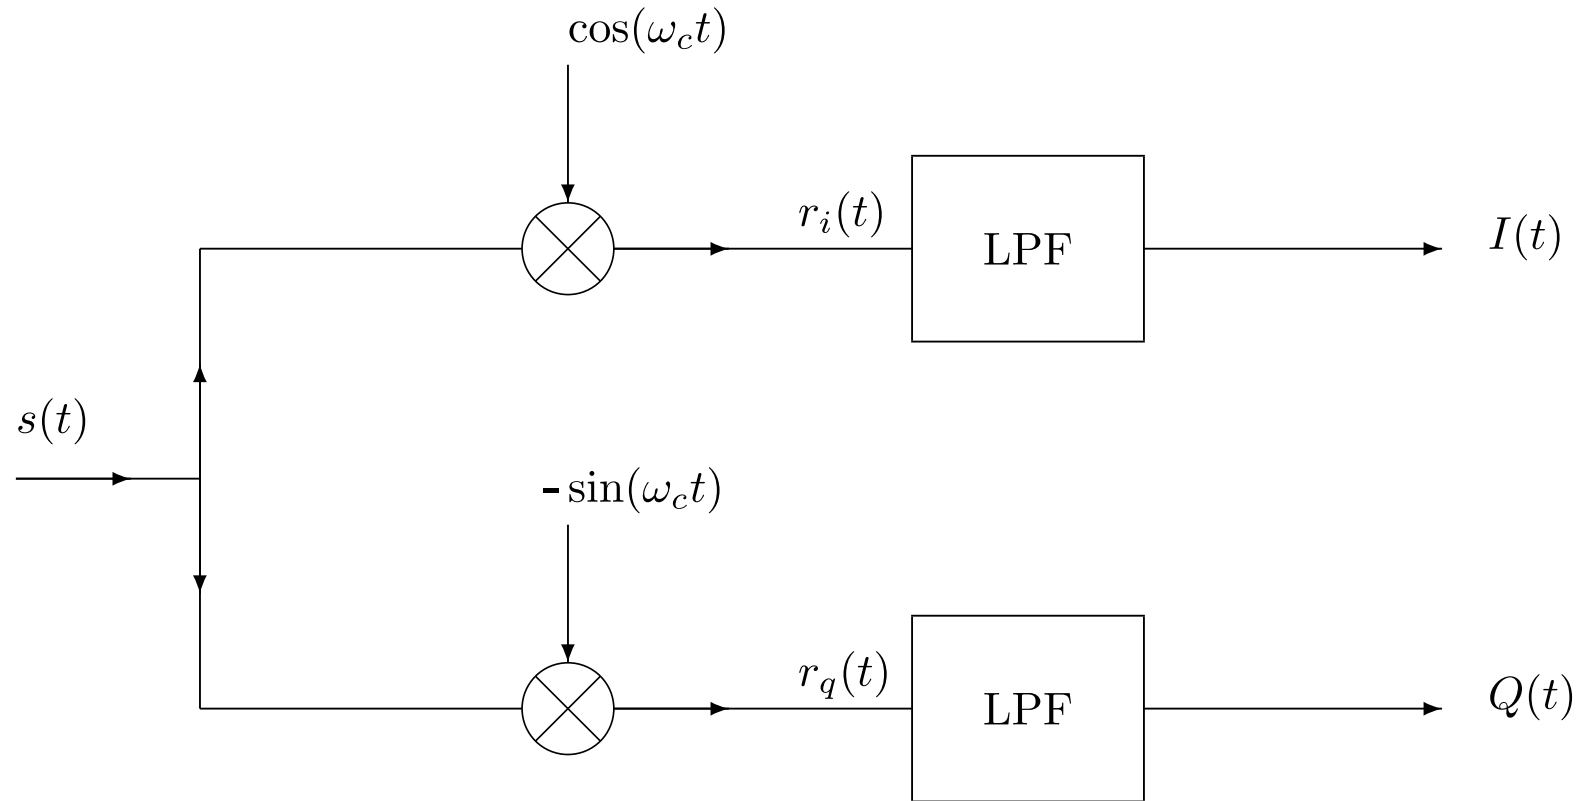 cos(ω_c t)
r_i(t)
LPF
I(t)
s(t)
-sin(ω_c t)
r_q(t)
LPF
Q(t)